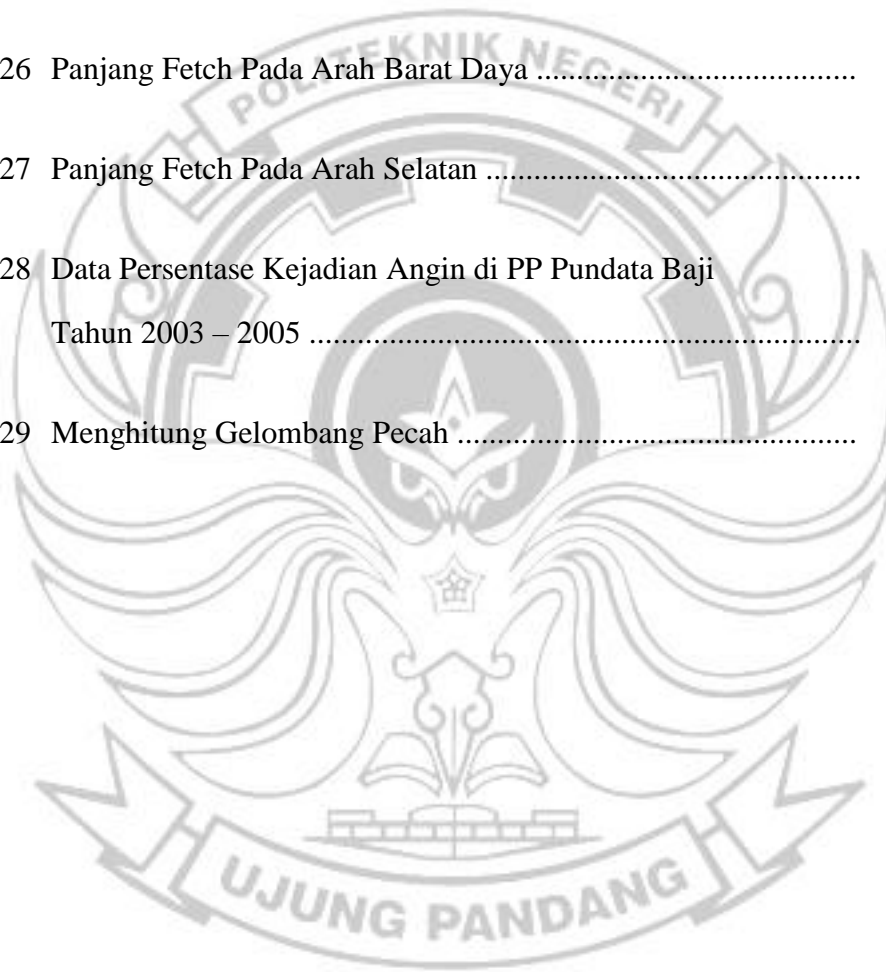 POLITEKNIK NEGERI
26 Panjang Fetch Pada Arah Barat Daya ..................................
27 Panjang Fetch Pada Arah Selatan ........................................
28 Data Persentase Kejadian Angin di PP Pundata Baji
Tahun 2003 – 2005 ...........................................................
29 Menghitung Gelombang Pecah ...........................................
UJUNG PANDANG